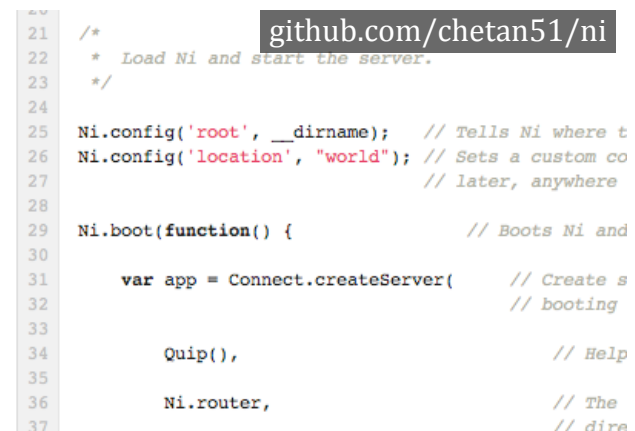 github.com/chetan51/ni
21 /*
22 * Load Ni and start the server.
23 */
24
25 Ni.config('root', __dirname); // Tells Ni where t
26 Ni.config('location', "world"); // Sets a custom co
27 // later, anywhere
28
29 Ni.boot(function() { // Boots Ni and
30
31 var app = Connect.createServer( // Create s
32 // booting
33
34 Quip(), // Help
35
36 Ni.router, // The
37 // dire